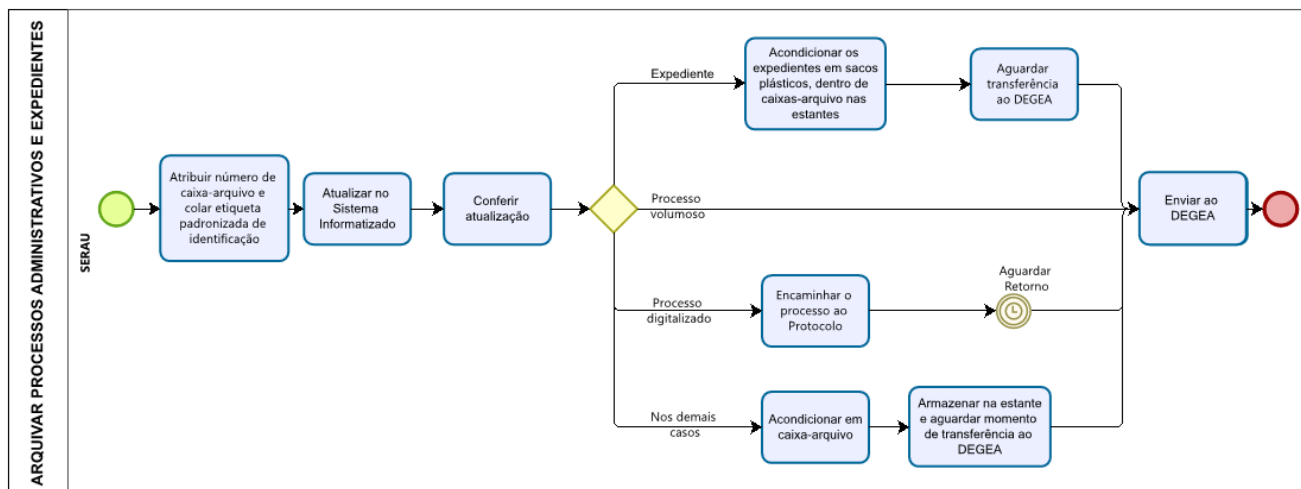 ARQUIVAR PROCESSOS ADMINISTRATIVOS E EXPEDIENTES
SERAU
Atribuir número de
caixa-arquivo e
colar etiqueta
padronizada de
identificação
Atualizar no
Sistema
Informatizado
Conferir
atualização
Expediente
Acondicionar os
expedientes em sacos
plásticos, dentro de
caixas-arquivo nas
estantes
Aguardar
transferência
ao DEGEA
Processo
volumoso
Processo
digitalizado
Encaminhar o
processo ao
Protocolo
Aguardar
Retorno
Nos demais
casos
Acondicionar em
caixa-arquivo
Armazenar na estante
e aguardar momento
de transferência ao
DEGEA
Enviar ao
DEGEA